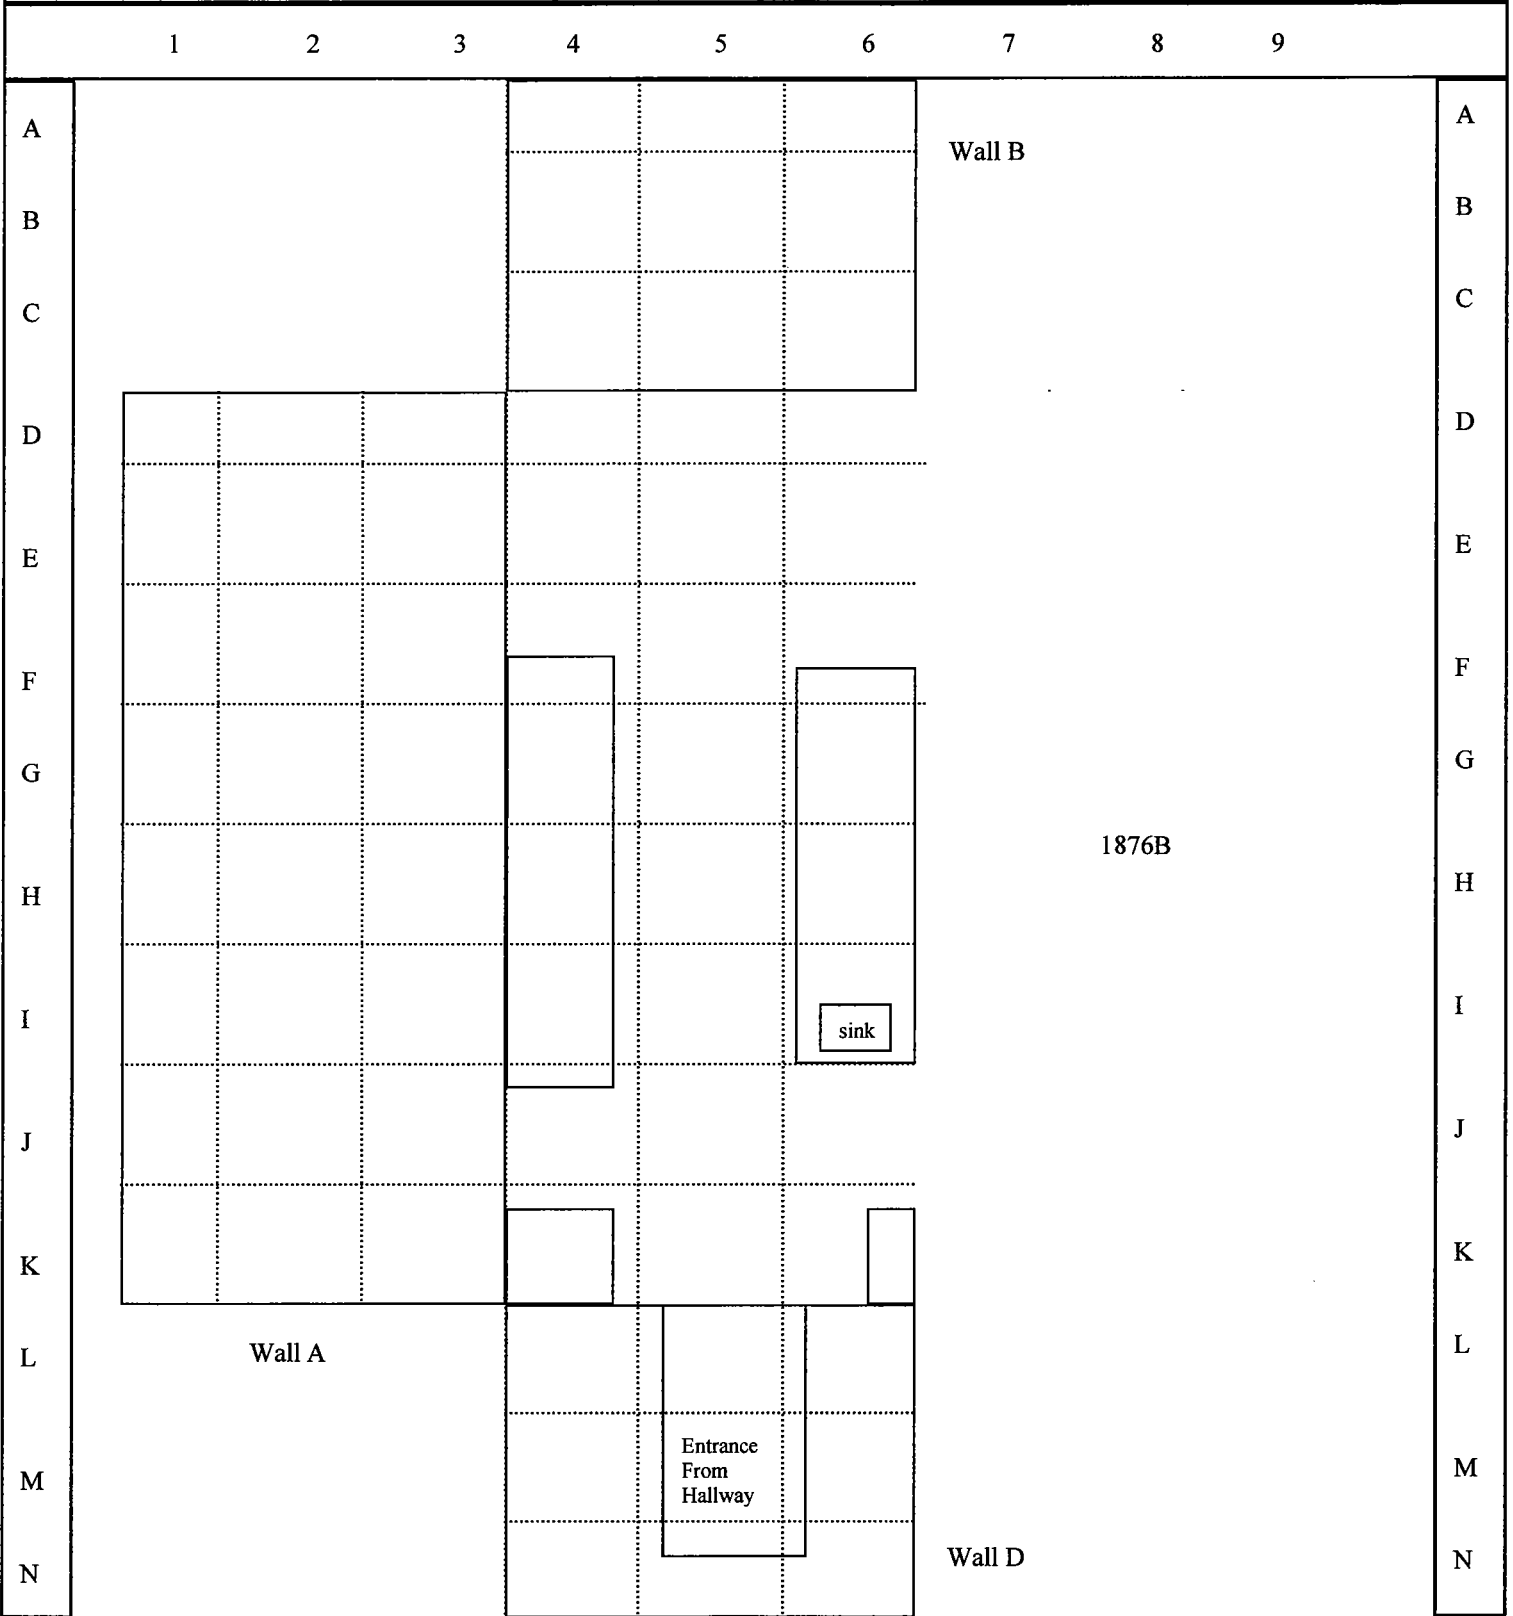 1 2 3 4 5 6 7 8 9
A A
Wall B
B B
C C
D D
E E
F F
G G
1876B
H H
I I
sink
J J
K K
L L
Wall A
Entrance
From
Hallway
M M
Wall D
N N